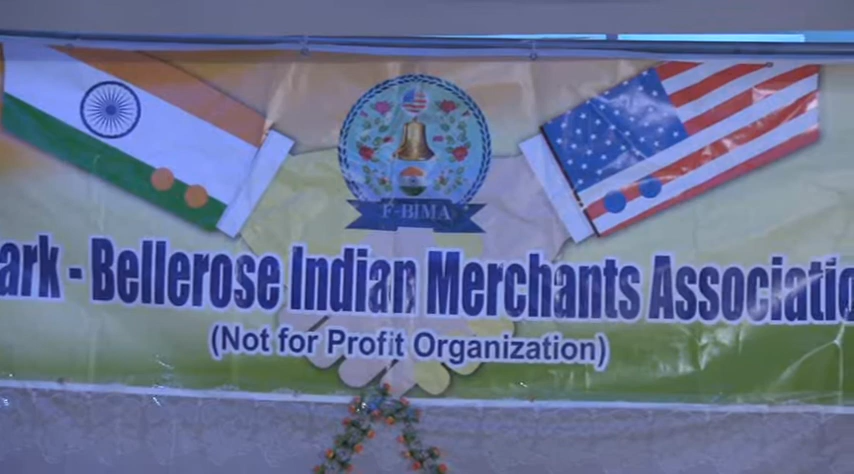 F-BIMA
ark - Bellerose Indian Merchants Associatio
(Not for Profit Organization)